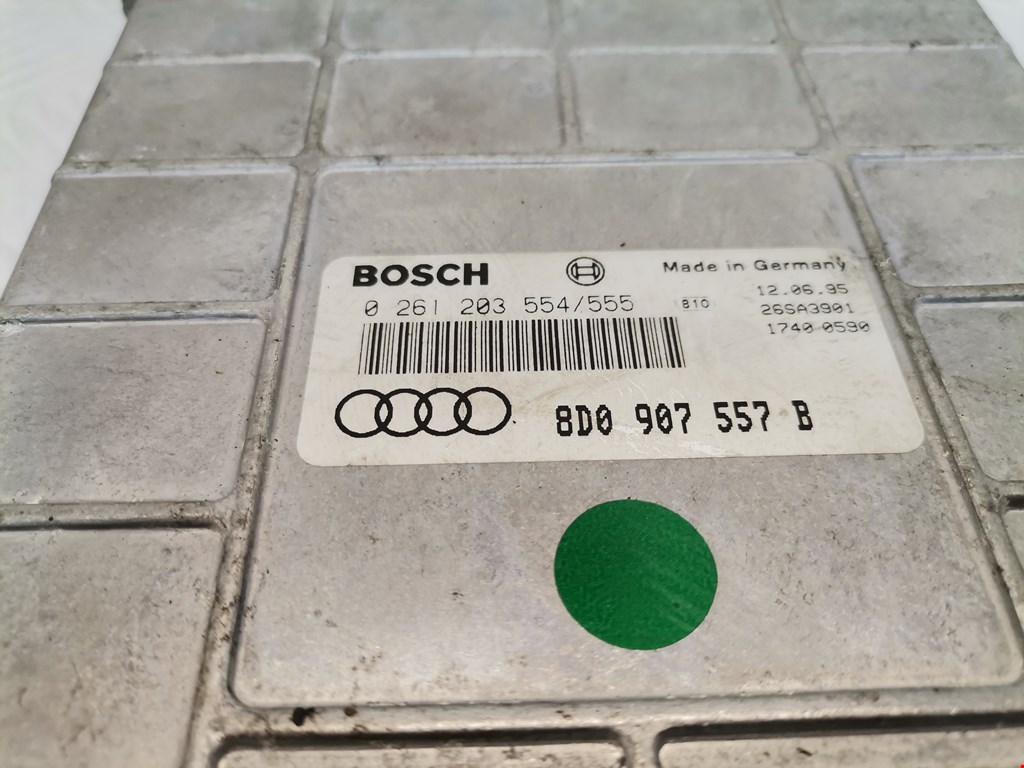 BOSCH
Made in Germany
0 261 203 554/555
810
12.06.95
26SA3901
1740 0590
8D0 907 557 B